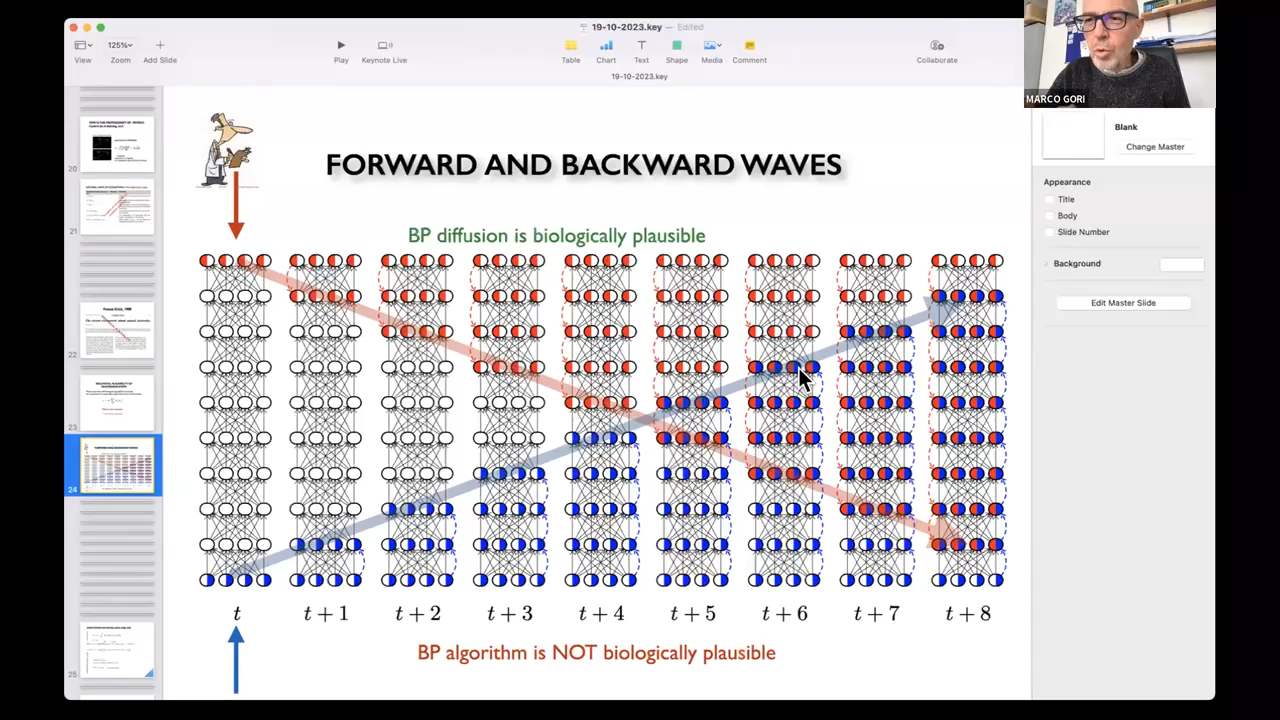 19-10-2023.key — Edited
125%
View
Zoom
Add Slide
Play
Keynote Live
Table
Chart
Text
Shape
Media
Comment
Collaborate
19-10-2023.key
MARCO GORI
Blank
Change Master
Appearance
Title
Body
Slide Number
Background
Edit Master Slide
20
21
22
23
24
25
FORWARD AND BACKWARD WAVES
BP diffusion is biologically plausible
t
t + 1
t + 2
t + 3
t + 4
t + 5
t + 6
t + 7
t + 8
BP algorithm is NOT biologically plausible